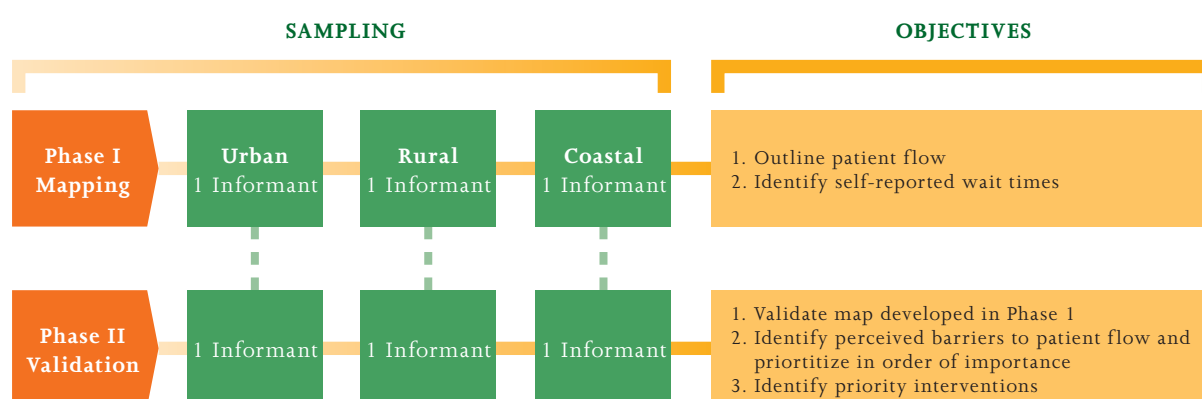 SAMPLING
OBJECTIVES
Phase I
Mapping
Urban
1 Informant
Rural
1 Informant
Coastal
1 Informant
1. Outline patient flow
2. Identify self-reported wait times
Phase II
Validation
1 Informant
1 Informant
1 Informant
1. Validate map developed in Phase 1
2. Identify perceived barriers to patient flow and
priortitize in order of importance
3. Identify priority interventions